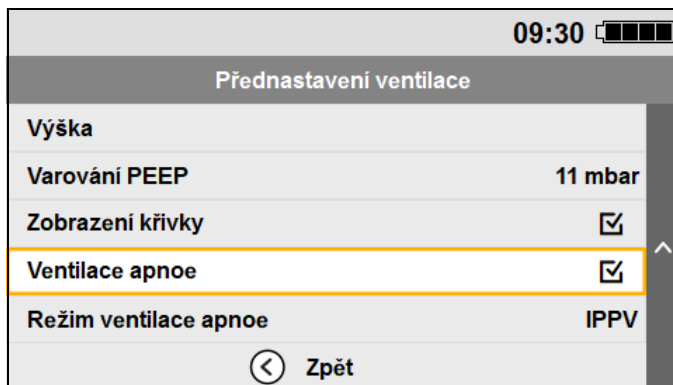 09:30
Přednastavení ventilace
Výška
Varování PEEP 11 mbar
Zobrazení křivky
Ventilace apnoe
Režim ventilace apnoe IPPV
Zpět